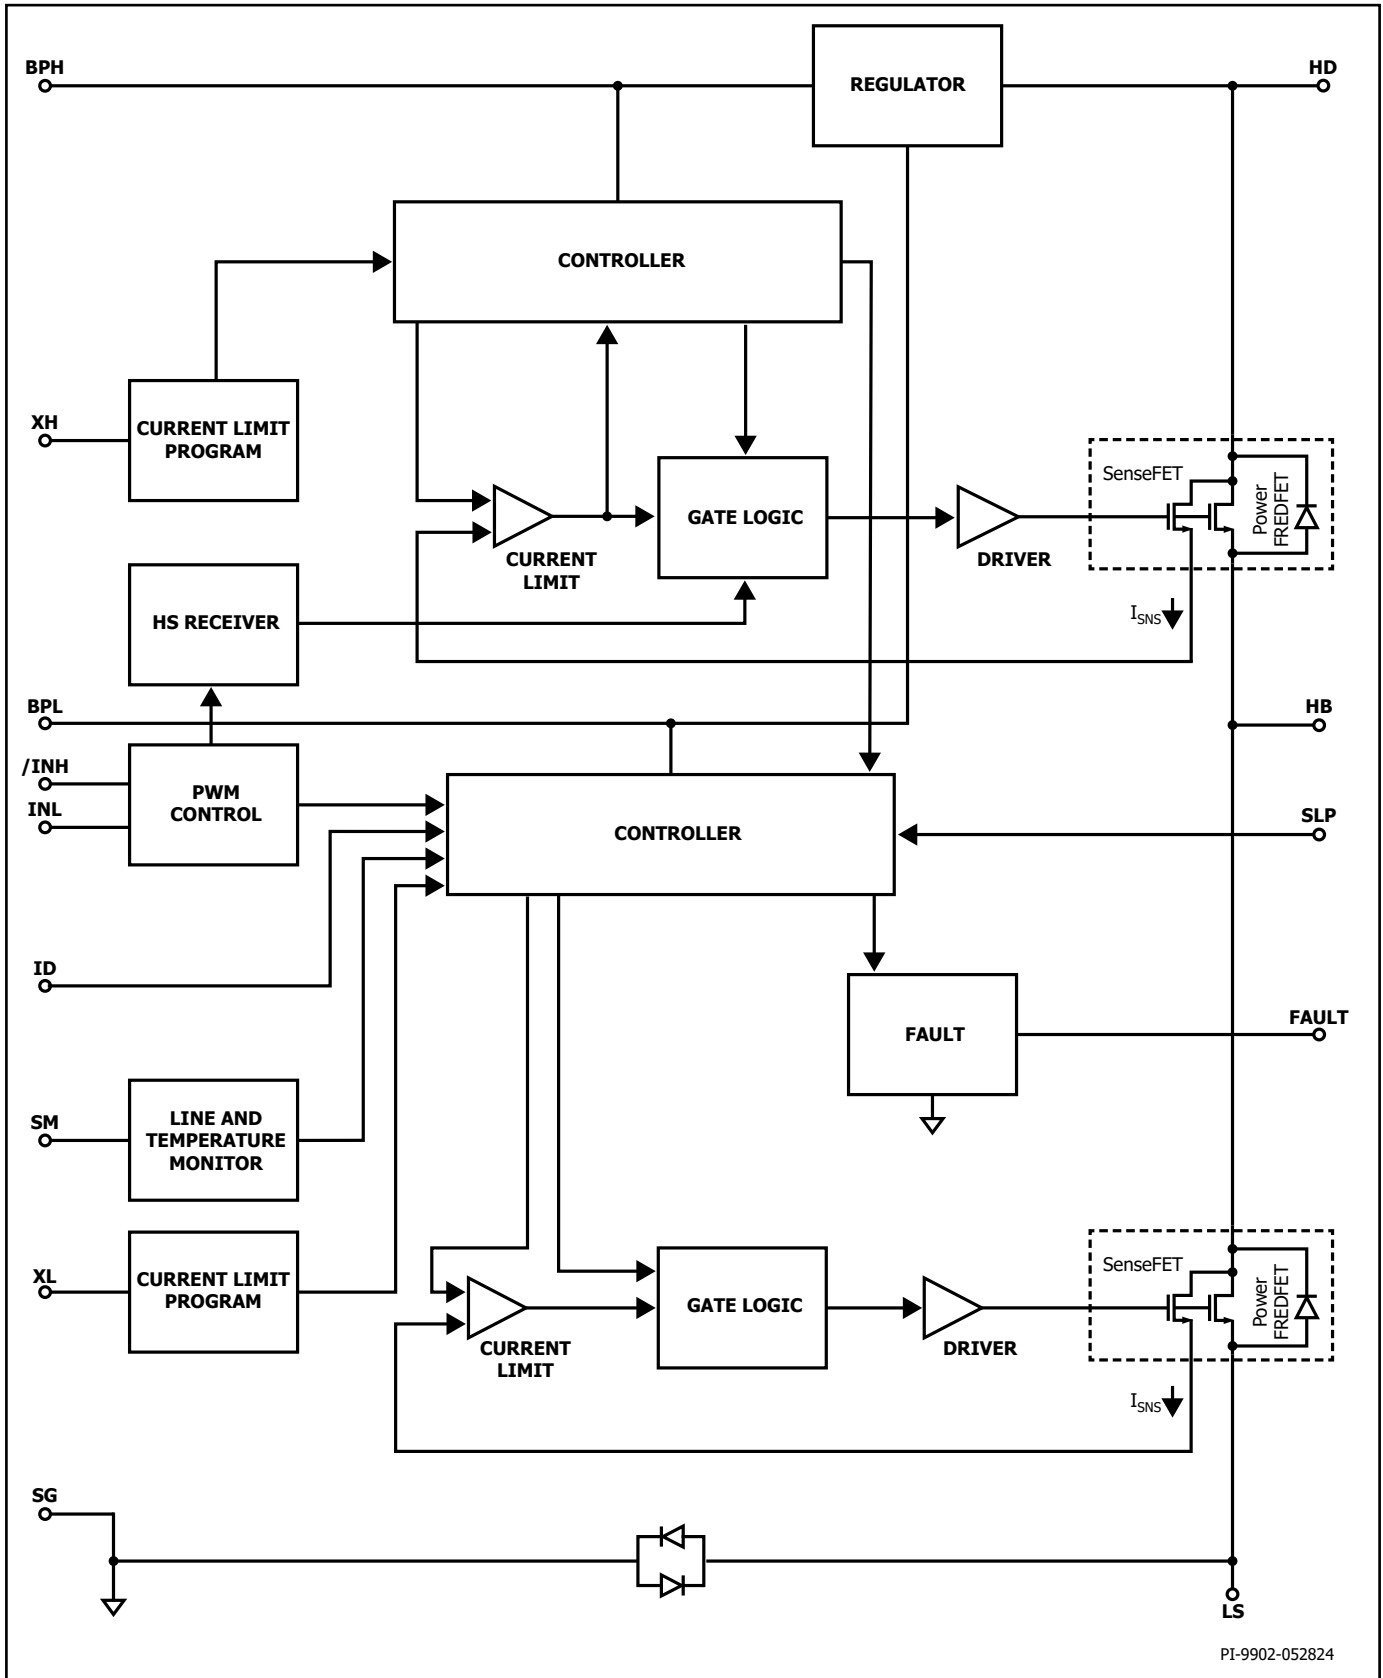 BPH
REGULATOR
HD
CONTROLLER
XH
CURRENT LIMIT
PROGRAM
SenseFET
Power
FREDFET
GATE LOGIC
CURRENT
LIMIT
DRIVER
HS RECEIVER
ISNS
BPL
HB
/INH
INL
PWM
CONTROL
CONTROLLER
SLP
ID
FAULT
FAULT
SM
LINE AND
TEMPERATURE
MONITOR
XL
CURRENT LIMIT
PROGRAM
SenseFET
Power
FREDFET
GATE LOGIC
CURRENT
LIMIT
DRIVER
ISNS
SG
LS
PI-9902-052824